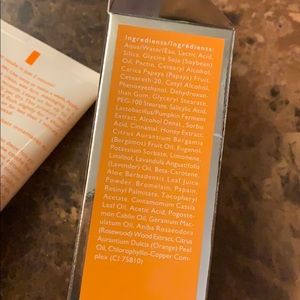 Ingredients/Ingredients:
Aqua/Water/Eau, Lactic Acid,
Silica, Glycine Soja (Soybean)
Oil, Pectin, Cetearyl Alcohol,
Carica Papaya (Papaya) Fruit,
Ceteareth-20, Cetyl Alcohol,
Phenoxyethanol, Dehydroxan-
than Gum, Glyceryl Stearate,
PEG-100 Stearate, Salicylic Acid,
Lactobacillus/Pumpkin Ferment
Extract, Alcohol Denat., Sorbic
Acid, Cinnamal, Honey Extract,
Citrus Aurantium Bergamia
(Bergamot) Fruit Oil, Eugenol,
Potassium Sorbate, Limonene,
Linalool, Lavandula Angustifolia
(Lavender) Oil, Beta-Carotene,
Aloe Barbadensis Leaf Juice
Powder, Bromelain, Papain,
Retinyl Palmitate, Tocopheryl
Acetate, Cinnamomum Cassia
Leaf Oil, Acetic Acid, Pogoste-
mon Cablin Oil, Geranium Mac-
ulatum Oil, Aniba Rosaeodora
(Rosewood) Wood Extract, Citrus
Aurantium Dulcis (Orange) Peel
Oil, Chlorophyllin-Copper Com-
plex (CI 75810)